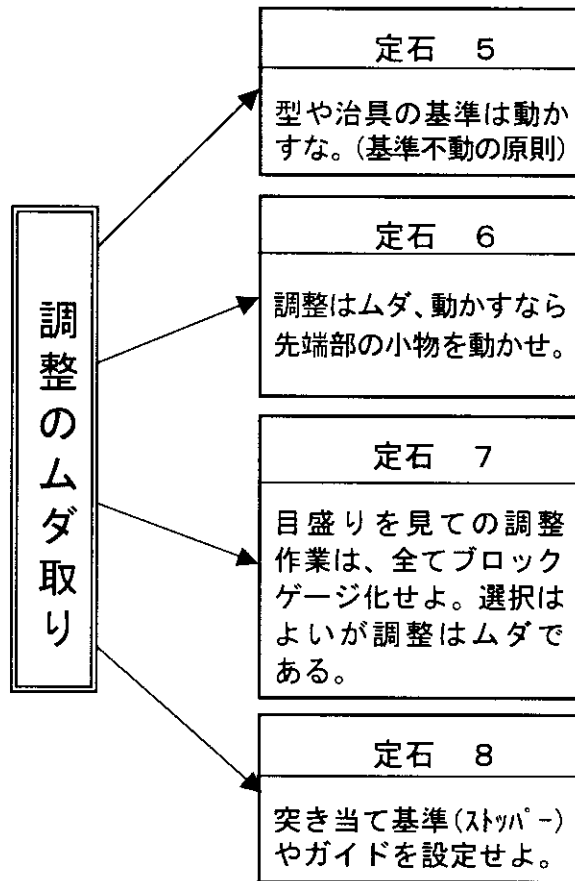 調整のムダ取り
定石　5
型や治具の基準は動か
すな。(基準不動の原則)
定石　6
調整はムダ、動かすなら
先端部の小物を動かせ。
定石　7
目盛りを見ての調整
作業は、全てブロック
ゲージ化せよ。選択は
よいが調整はムダで
ある。
定石　8
突き当て基準(ｽﾄｯﾊﾟｰ)
やガイドを設定せよ。